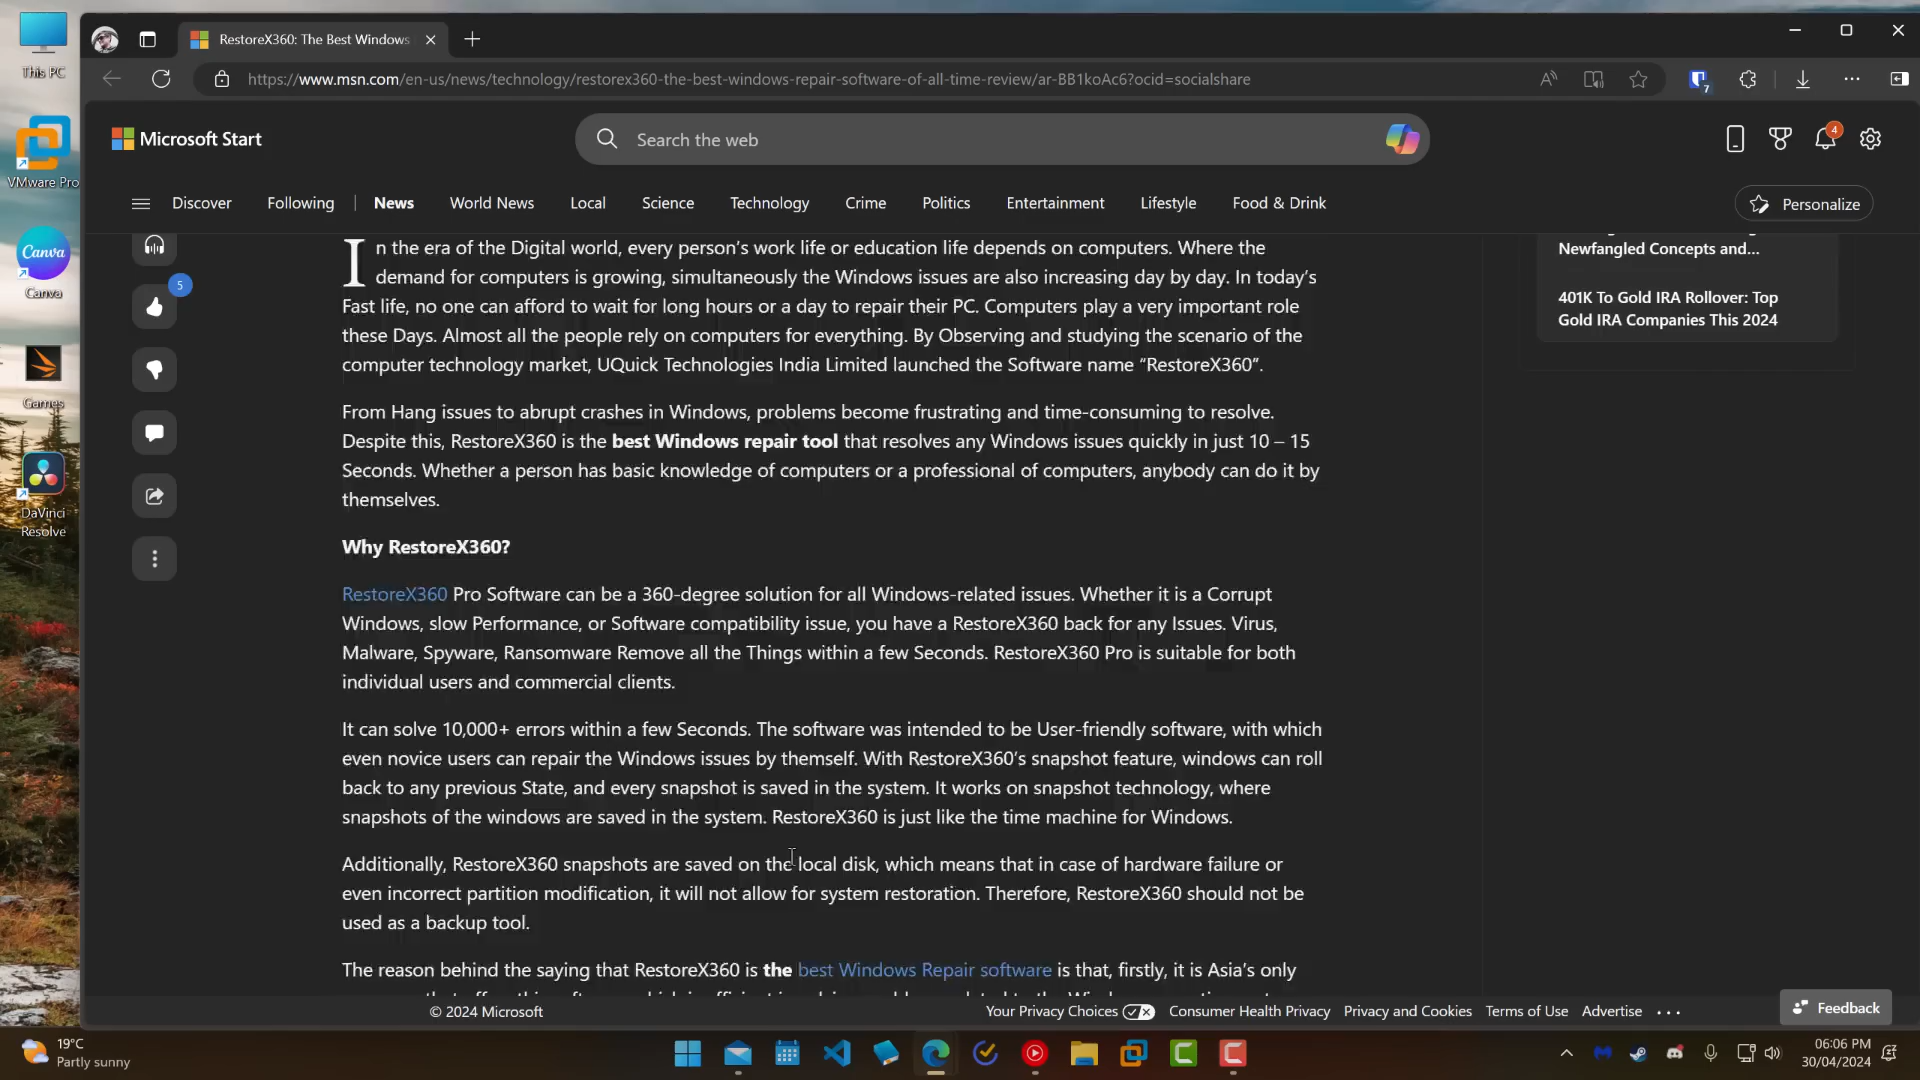 This PC
VMware Pro
Canva
Games
DaVinci
Resolve
RestoreX360: The Best Windows
https://www.msn.com/en-us/news/technology/restorex360-the-best-windows-repair-software-of-all-time-review/ar-BB1koAc6?ocid=socialshare
7
Microsoft Start
Search the web
4
Discover
Following
News
World News
Local
Science
Technology
Crime
Politics
Entertainment
Lifestyle
Food & Drink
Personalize
5
In the era of the Digital world, every person's work life or education life depends on computers. Where the
demand for computers is growing, simultaneously the Windows issues are also increasing day by day. In today's
Fast life, no one can afford to wait for long hours or a day to repair their PC. Computers play a very important role
these Days. Almost all the people rely on computers for everything. By Observing and studying the scenario of the
computer technology market, UQuick Technologies India Limited launched the Software name “RestoreX360”.
From Hang issues to abrupt crashes in Windows, problems become frustrating and time-consuming to resolve.
Despite this, RestoreX360 is the best Windows repair tool that resolves any Windows issues quickly in just 10 – 15
Seconds. Whether a person has basic knowledge of computers or a professional of computers, anybody can do it by
themselves.
Why RestoreX360?
RestoreX360 Pro Software can be a 360-degree solution for all Windows-related issues. Whether it is a Corrupt
Windows, slow Performance, or Software compatibility issue, you have a RestoreX360 back for any Issues. Virus,
Malware, Spyware, Ransomware Remove all the Things within a few Seconds. RestoreX360 Pro is suitable for both
individual users and commercial clients.
It can solve 10,000+ errors within a few Seconds. The software was intended to be User-friendly software, with which
even novice users can repair the Windows issues by themself. With RestoreX360's snapshot feature, windows can roll
back to any previous State, and every snapshot is saved in the system. It works on snapshot technology, where
snapshots of the windows are saved in the system. RestoreX360 is just like the time machine for Windows.
Additionally, RestoreX360 snapshots are saved on the local disk, which means that in case of hardware failure or
even incorrect partition modification, it will not allow for system restoration. Therefore, RestoreX360 should not be
used as a backup tool.
The reason behind the saying that RestoreX360 is the best Windows Repair software is that, firstly, it is Asia's only
Newfangled Concepts and...
401K To Gold IRA Rollover: Top
Gold IRA Companies This 2024
© 2024 Microsoft
Your Privacy Choices
Consumer Health Privacy
Privacy and Cookies
Terms of Use
Advertise
Feedback
19°C
Partly sunny
06:06 PM
30/04/2024